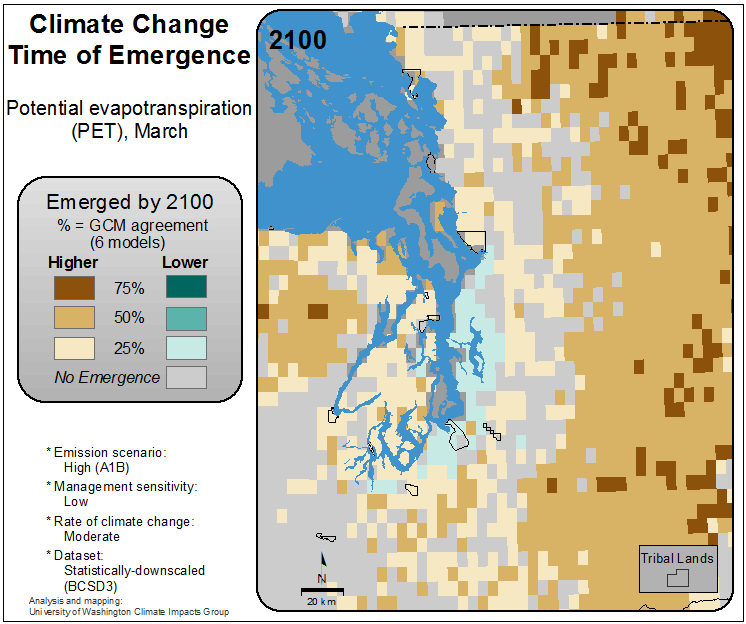 Climate Change
Time of Emergence
Potential evapotranspiration
(PET), March
Emerged by 2100
% = GCM agreement
(6 models)
Higher Lower
75%
50%
25%
No Emergence
* Emission scenario:
High (A1B)
* Management sensitivity:
Low
* Rate of climate change:
Moderate
* Dataset:
Statistically-downscaled
(BCSD3)
Analysis and mapping:
University of Washington Climate Impacts Group
2100
N
20 km
Tribal Lands